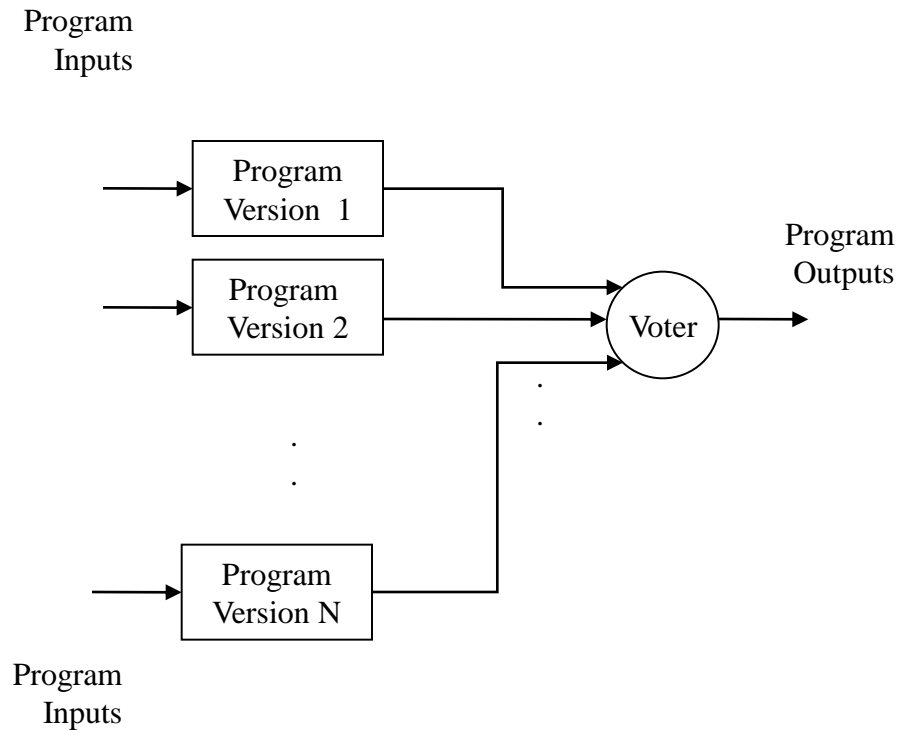 Program
Inputs
Program
Version 1
Program
Outputs
Program
Version 2
Voter
.
.
.
.
Program
Version N
Program
Inputs